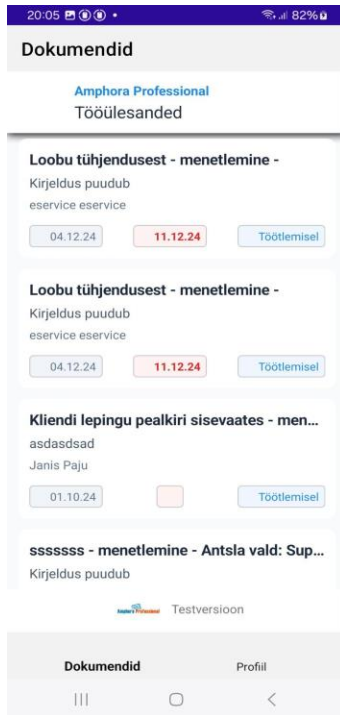 20:05 82%
Dokumendid
Amphora Professional
Tööülesanded
Loobu tühjendusest - menetlemine -
Kirjeldus puudub
eservice eservice
04.12.24 11.12.24 Töötlemisel
Loobu tühjendusest - menetlemine -
Kirjeldus puudub
eservice eservice
04.12.24 11.12.24 Töötlemisel
Kliendi lepingu pealkiri sisevaates - men...
asdasdsad
Janis Paju
01.10.24 Töötlemisel
sssssss - menetlemine - Antsla vald: Sup...
Kirjeldus puudub
Amphora Professional Testversioon
Dokumendid Profiil